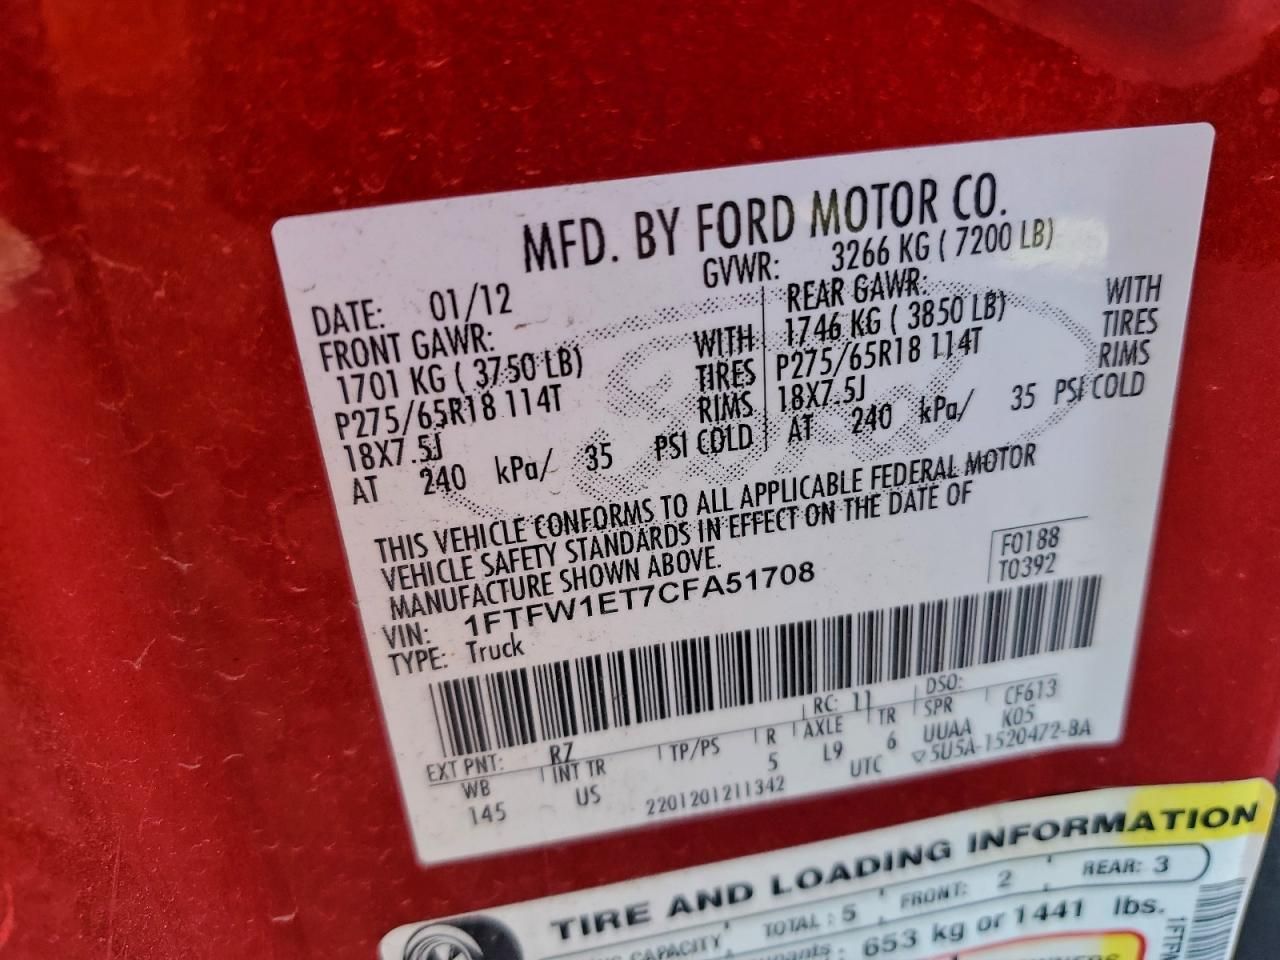 MFD. BY FORD MOTOR CO.
DATE: 01/12 GVWR: 3266 KG ( 7200 LB)
FRONT GAWR: REAR GAWR:
1701 KG ( 3750 LB) WITH 1746 KG ( 3850 LB) WITH
P275/65R18 114T TIRES P275/65R18 114T TIRES
18X7.5J RIMS 18X7.5J RIMS
AT 240 kPa/ 35 PSI COLD AT 240 kPa/ 35 PSI COLD
THIS VEHICLE CONFORMS TO ALL APPLICABLE FEDERAL MOTOR
VEHICLE SAFETY STANDARDS IN EFFECT ON THE DATE OF
MANUFACTURE SHOWN ABOVE.
VIN: 1FTFW1ET7CFA51708 F0188
TYPE: Truck T0392
EXT PNT: RZ RC: 11 DSO: CF613
WB INT TR TP/PS R AXLE TR SPR K05
145 US 5 L9 6 UUAA
2201201211342 UTC ▽5U5A-1520472-BA
TIRE AND LOADING INFORMATION
CAPACITY TOTAL : 5 FRONT: 2 REAR: 3
653 kg or 1441 lbs.